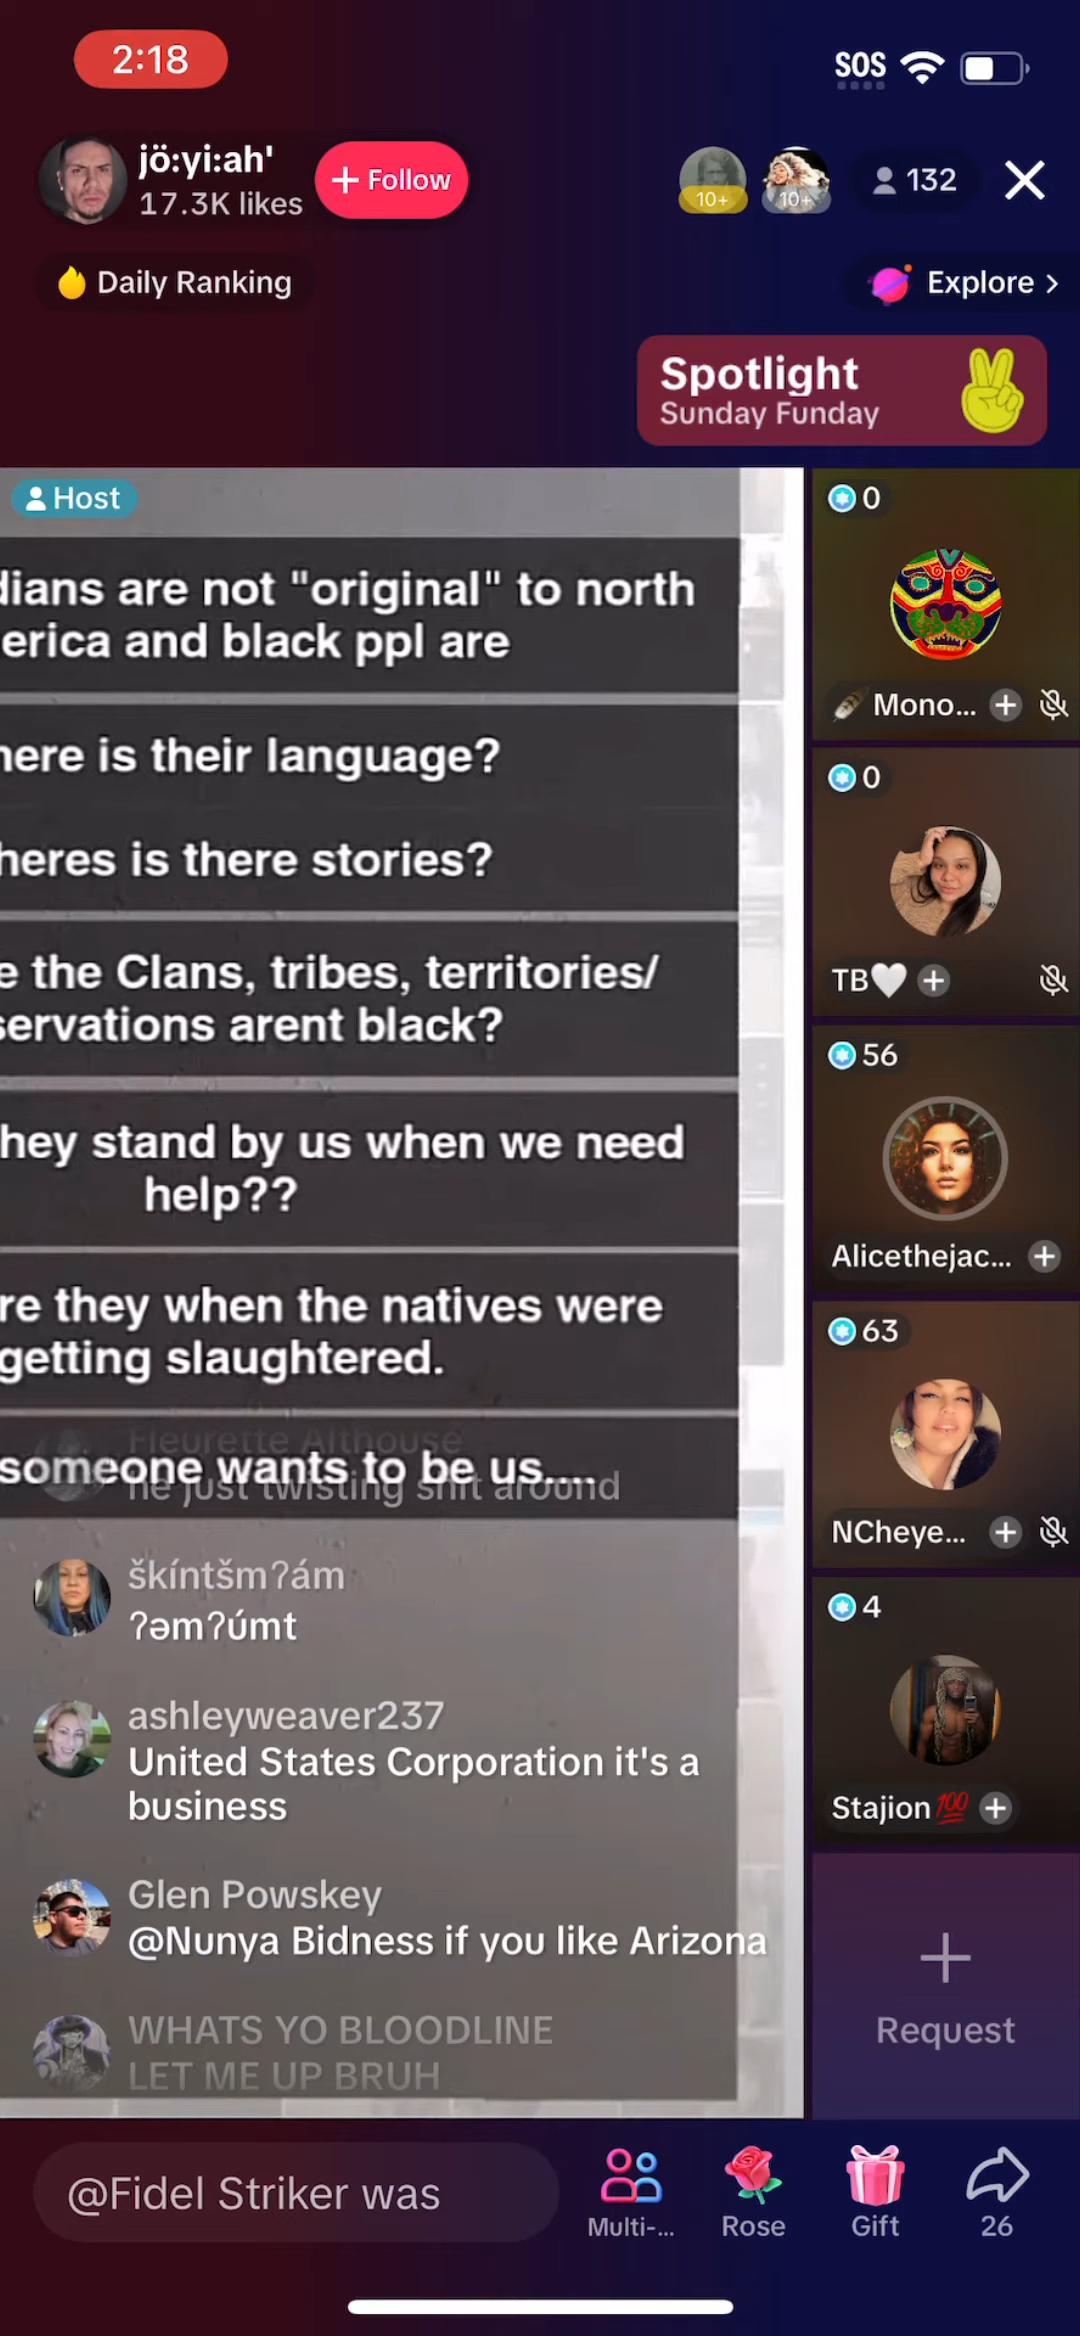 2:18
SOS
jö:yi:ah'
17.3K likes
+ Follow
10+
10+
132
Daily Ranking
Explore >
Spotlight
Sunday Funday
Host
dians are not "original" to north
erica and black ppl are
here is their language?
heres is there stories?
e the Clans, tribes, territories/
servations arent black?
hey stand by us when we need
help??
re they when the natives were
getting slaughtered.
someone wants to be us....
Fleurette Althouse
he just twisting shit around
škíntšmʔám
ʔəmʔúmt
ashleyweaver237
United States Corporation it's a
business
Glen Powskey
@Nunya Bidness if you like Arizona
WHATS YO BLOODLINE
LET ME UP BRUH
0
Mono...
0
TB🤍
56
Alicethejac...
63
NCheye...
4
Stajion💯
Request
@Fidel Striker was
Multi-...
Rose
Gift
26